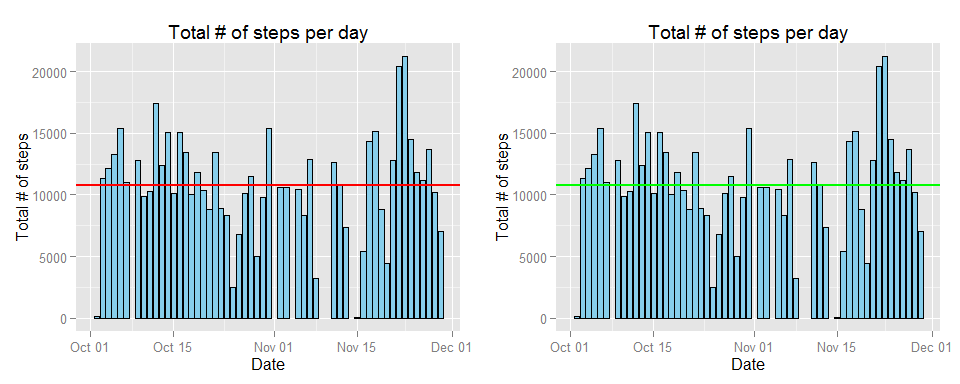 Total # of steps per day
Total # of steps
20000
15000
10000
5000
0
Oct 01 Oct 15 Nov 01 Nov 15 Dec 01
Date
Total # of steps per day
Total # of steps
20000
15000
10000
5000
0
Oct 01 Oct 15 Nov 01 Nov 15 Dec 01
Date